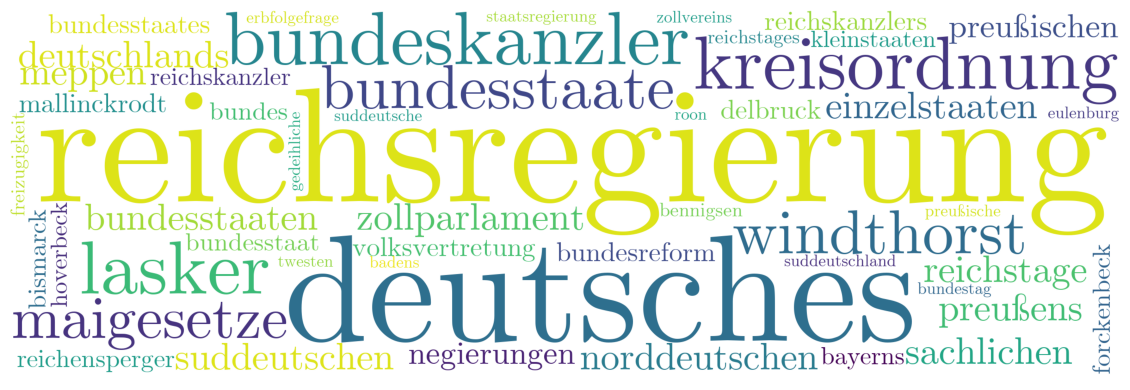 bundesstaates
erbfolgefrage
staatsregierung
zollvereins
reichskanzlers
preußischen
deutschlands
bundeskanzler
reichstages
kleinstaaten
meppen
reichskanzler
bundesstaate
kreisordnung
mallinckrodt
bundes
suddeutsche
roon
delbruck
einzelstaaten
eulenburg
freizugigkeit
gedeihliche
reichsregierung
bundesstaaten
zollparlament
bennigsen
preußische
bismarck
hoverbeck
bundesstaat
volksvertretung
bundesreform
windthorst
lasker
twesten
badens
suddeutschland
reichstage
forckenbeck
deutsches
bundestag
maigesetze
preußens
reichensperger
suddeutschen
negierungen
norddeutschen
bayerns
sachlichen